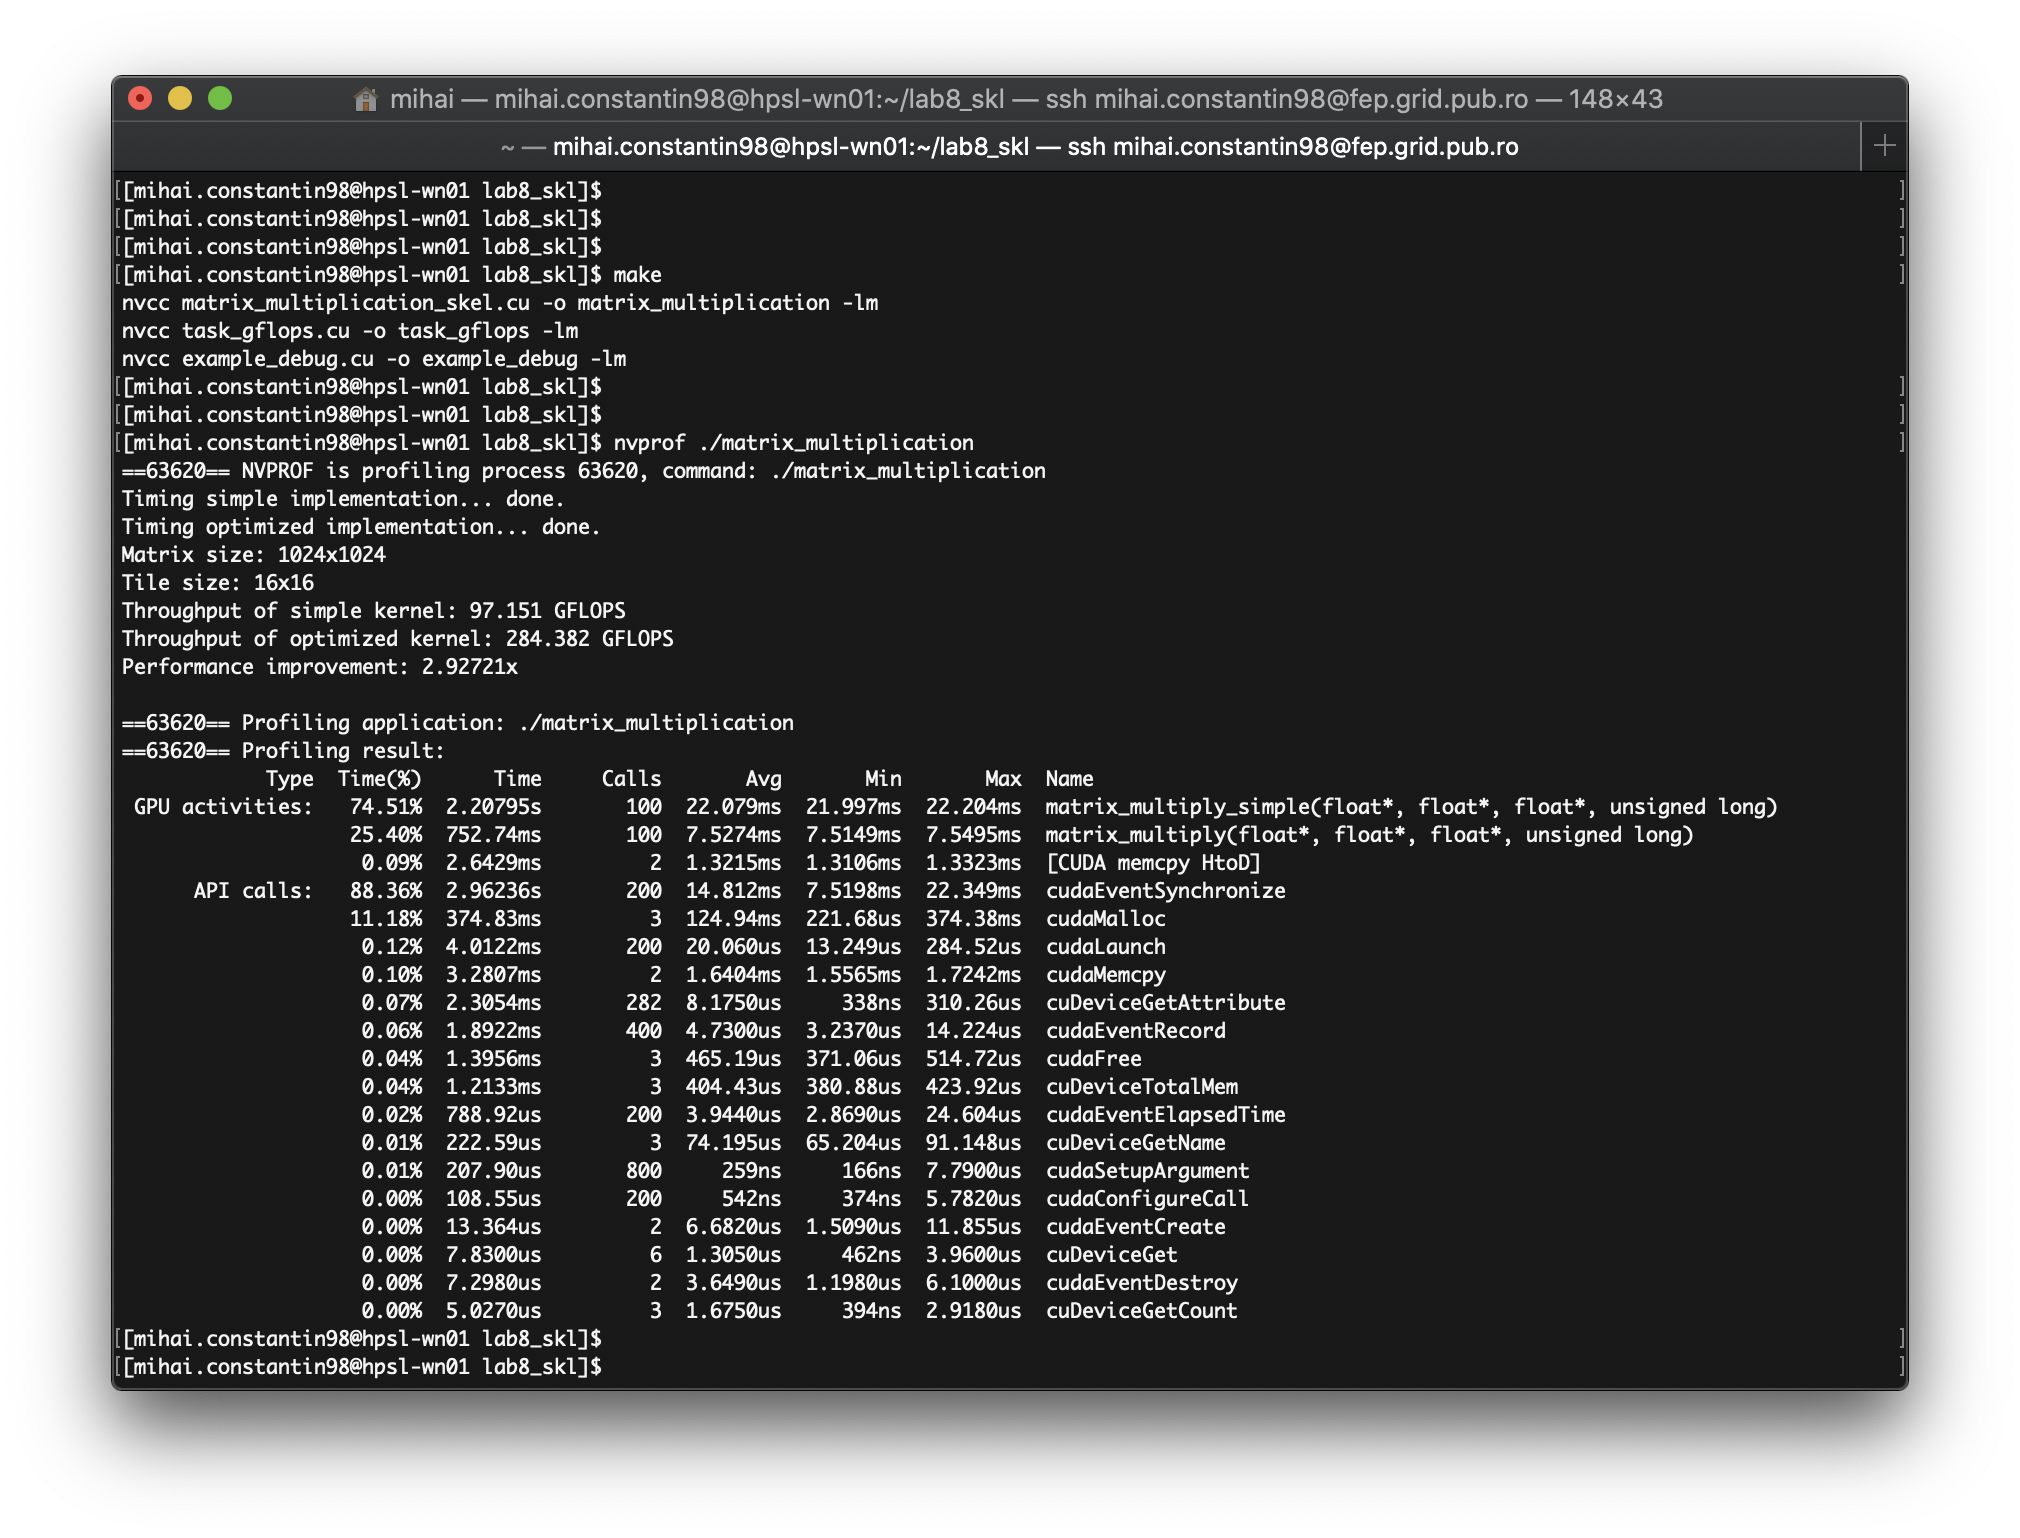 mihai — mihai.constantin98@hpsl-wn01:~/lab8_skl — ssh mihai.constantin98@fep.grid.pub.ro — 148×43
~ — mihai.constantin98@hpsl-wn01:~/lab8_skl — ssh mihai.constantin98@fep.grid.pub.ro +
[[mihai.constantin98@hpsl-wn01 lab8_skl]$ ]
[[mihai.constantin98@hpsl-wn01 lab8_skl]$ ]
[[mihai.constantin98@hpsl-wn01 lab8_skl]$ ]
[[mihai.constantin98@hpsl-wn01 lab8_skl]$ make ]
nvcc matrix_multiplication_skel.cu -o matrix_multiplication -lm
nvcc task_gflops.cu -o task_gflops -lm
nvcc example_debug.cu -o example_debug -lm
[[mihai.constantin98@hpsl-wn01 lab8_skl]$ ]
[[mihai.constantin98@hpsl-wn01 lab8_skl]$ ]
[[mihai.constantin98@hpsl-wn01 lab8_skl]$ nvprof ./matrix_multiplication ]
==63620== NVPROF is profiling process 63620, command: ./matrix_multiplication
Timing simple implementation... done.
Timing optimized implementation... done.
Matrix size: 1024x1024
Tile size: 16x16
Throughput of simple kernel: 97.151 GFLOPS
Throughput of optimized kernel: 284.382 GFLOPS
Performance improvement: 2.92721x
==63620== Profiling application: ./matrix_multiplication
==63620== Profiling result:
Type Time(%) Time Calls Avg Min Max Name
GPU activities: 74.51% 2.20795s 100 22.079ms 21.997ms 22.204ms matrix_multiply_simple(float*, float*, float*, unsigned long)
25.40% 752.74ms 100 7.5274ms 7.5149ms 7.5495ms matrix_multiply(float*, float*, float*, unsigned long)
0.09% 2.6429ms 2 1.3215ms 1.3106ms 1.3323ms [CUDA memcpy HtoD]
API calls: 88.36% 2.96236s 200 14.812ms 7.5198ms 22.349ms cudaEventSynchronize
11.18% 374.83ms 3 124.94ms 221.68us 374.38ms cudaMalloc
0.12% 4.0122ms 200 20.060us 13.249us 284.52us cudaLaunch
0.10% 3.2807ms 2 1.6404ms 1.5565ms 1.7242ms cudaMemcpy
0.07% 2.3054ms 282 8.1750us 338ns 310.26us cuDeviceGetAttribute
0.06% 1.8922ms 400 4.7300us 3.2370us 14.224us cudaEventRecord
0.04% 1.3956ms 3 465.19us 371.06us 514.72us cudaFree
0.04% 1.2133ms 3 404.43us 380.88us 423.92us cuDeviceTotalMem
0.02% 788.92us 200 3.9440us 2.8690us 24.604us cudaEventElapsedTime
0.01% 222.59us 3 74.195us 65.204us 91.148us cuDeviceGetName
0.01% 207.90us 800 259ns 166ns 7.7900us cudaSetupArgument
0.00% 108.55us 200 542ns 374ns 5.7820us cudaConfigureCall
0.00% 13.364us 2 6.6820us 1.5090us 11.855us cudaEventCreate
0.00% 7.8300us 6 1.3050us 462ns 3.9600us cuDeviceGet
0.00% 7.2980us 2 3.6490us 1.1980us 6.1000us cudaEventDestroy
0.00% 5.0270us 3 1.6750us 394ns 2.9180us cuDeviceGetCount
[[mihai.constantin98@hpsl-wn01 lab8_skl]$ ]
[[mihai.constantin98@hpsl-wn01 lab8_skl]$ ]